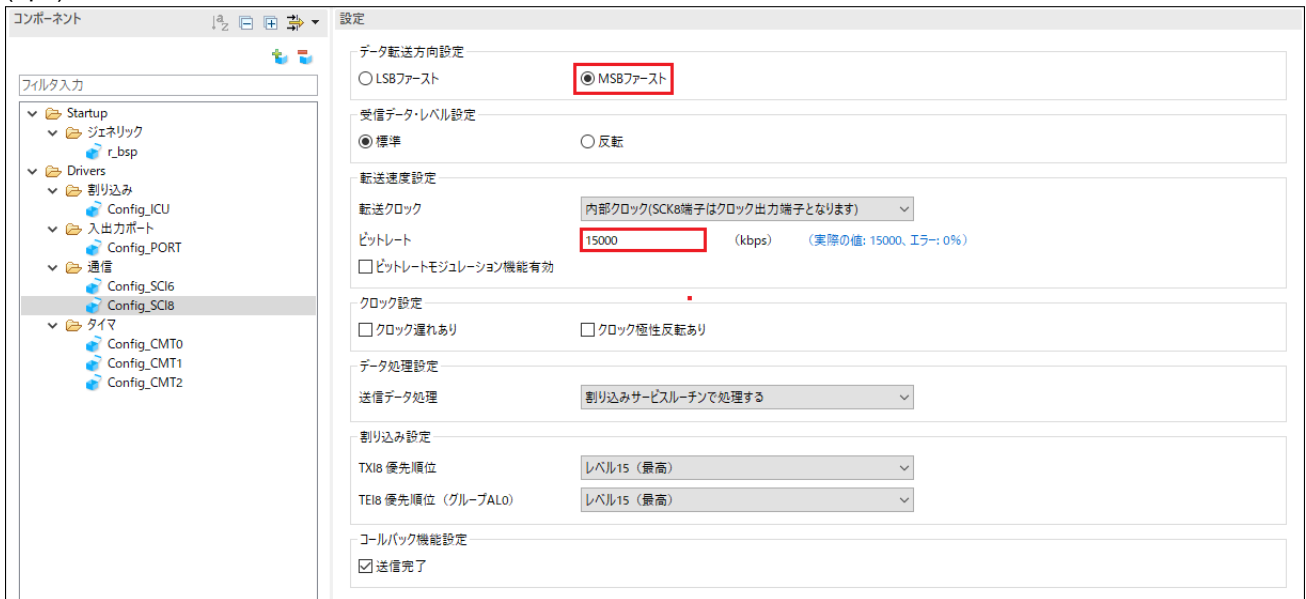 コンポーネント
設定
フィルタ入力
Startup
ジェネリック
r_bsp
Drivers
割り込み
Config_ICU
入出力ポート
Config_PORT
通信
Config_SCI6
Config_SCI8
タイマ
Config_CMT0
Config_CMT1
Config_CMT2
データ転送方向設定
LSBファースト MSBファースト
受信データ・レベル設定
標準 反転
転送速度設定
転送クロック 内部クロック(SCK8端子はクロック出力端子となります)
ビットレート 15000 (kbps) (実際の値: 15000、エラー: 0%)
ビットレートモジュレーション機能有効
クロック設定
クロック遅れあり クロック極性反転あり
データ処理設定
送信データ処理 割り込みサービスルーチンで処理する
割り込み設定
TXI8 優先順位 レベル15 (最高)
TEI8 優先順位 (グループAL0) レベル15 (最高)
コールバック機能設定
送信完了